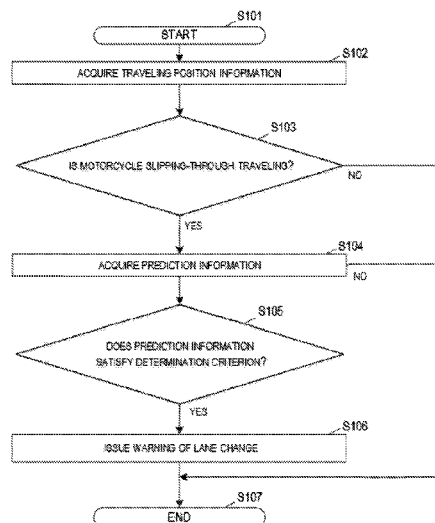 S101
START
S102
ACQUIRE TRAVELING POSITION INFORMATION
S103
IS MOTORCYCLE SLIPPING-THROUGH TRAVELING?
NO
YES
S104
ACQUIRE PREDICTION INFORMATION
NO
S105
DOES PREDICTION INFORMATION
SATISFY DETERMINATION CRITERION?
YES
S106
ISSUE WARNING OF LANE CHANGE
S107
END